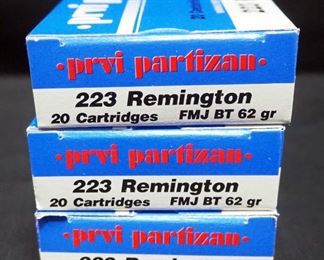 •prvi partizan•
223 Remington
20 Cartridges FMJ BT 62 gr
•prvi partizan•
223 Remington
20 Cartridges FMJ BT 62 gr
•prvi partizan•